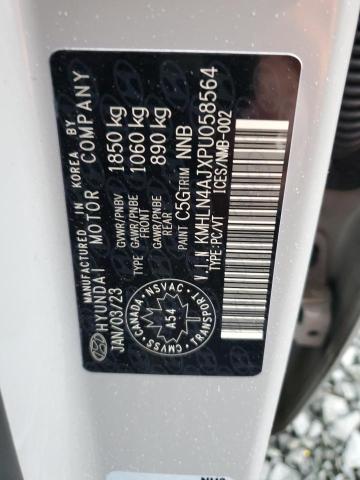 MADE IN KOREA BY
HYUNDAI MOTOR COMPANY
JAN/03/23
GVWR/PNBV 1850 kg
GAWR/PNBE FRONT 1060 kg
GAWR/PNBE REAR 890 kg
PAINT C5G TRIM NNB
V.I.N KMHLN4AJXPU058564
TYPE:PC/VT ICES/NMB-002
CANADA
NSVAC
TRANSPORT
CMVSS
A54